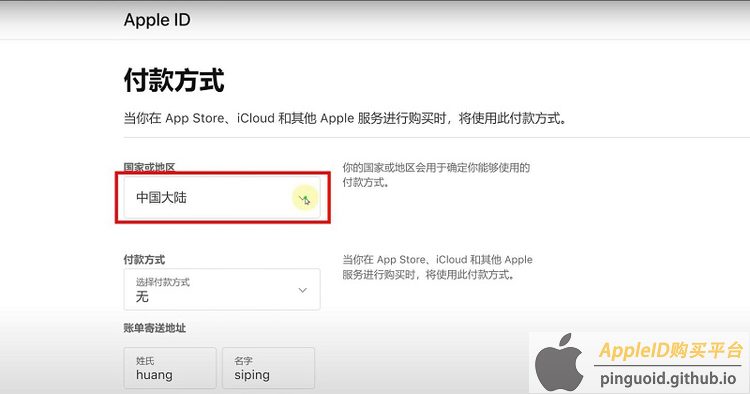 Apple ID
付款方式
当你在 App Store、iCloud 和其他 Apple 服务进行购买时，将使用此付款方式。
国家或地区
中国大陆
你的国家或地区会用于确定你能够使用的
付款方式。
付款方式
选择付款方式
无
当你在 App Store、iCloud 和其他 Apple
服务进行购买时，将使用此付款方式。
账单寄送地址
姓氏
huang
名字
siping
AppleID购买平台
pinguoid.github.io